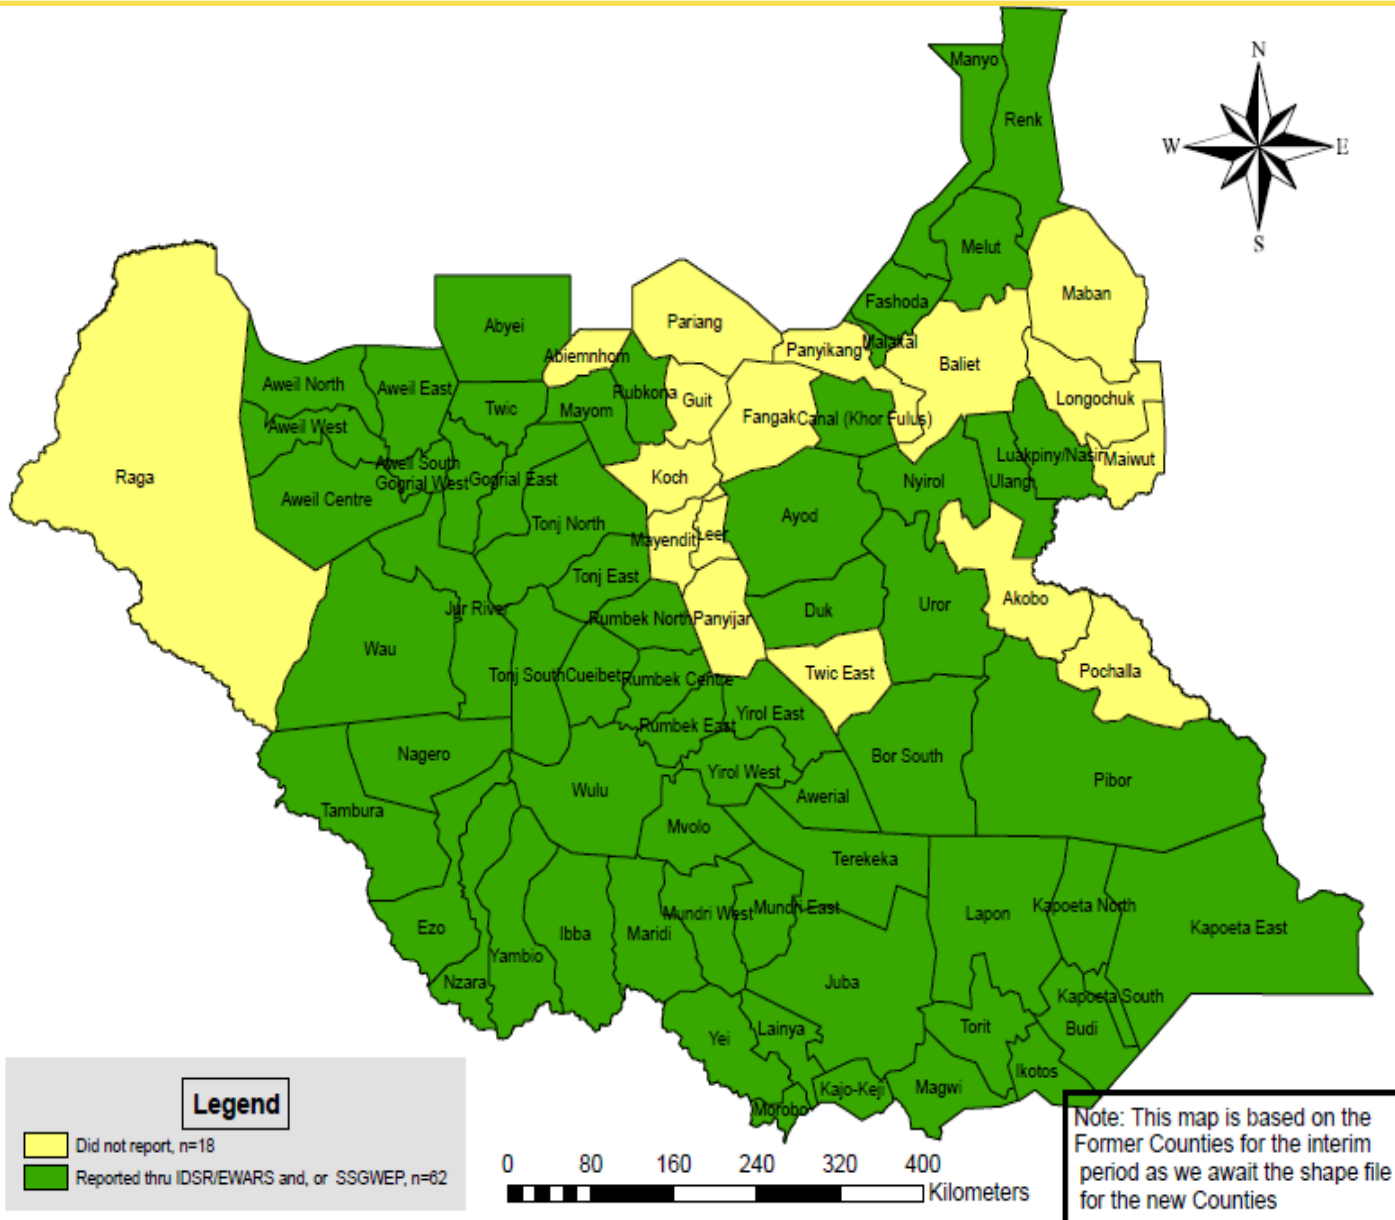 N
W
E
S
Manyo
Renk
Melut
Maban
Fashoda
Pariang
Abyei
Abiemnhom
Panyikang
Malakal
Baliet
Longochuk
Maiwut
Luakpiny/Nasir
Ulang
Nyirol
Canal (Khor Fulus)
Fangak
Guit
Rubkona
Mayom
Twic
Aweil North
Aweil East
Aweil West
Aweil South
Gogrial West
Gogrial East
Aweil Centre
Raga
Koch
Tonj North
Mayendit
Leer
Ayod
Tonj East
Jur River
Rumbek North
Panyijar
Duk
Uror
Akobo
Pochalla
Wau
Tonj South
Cueibet
Rumbek Centre
Twic East
Rumbek East
Yirol East
Nagero
Bor South
Pibor
Wulu
Yirol West
Awerial
Tambura
Mvolo
Terekeka
Ezo
Ibba
Maridi
Mundri West
Mundri East
Lapon
Kapoeta North
Kapoeta East
Yambio
Nzara
Juba
Kapoeta South
Yei
Lainya
Torit
Budi
Ikotos
Morobo
Kajo-Keji
Magwi
Legend
Did not report, n=18
Reported thru IDSR/EWARS and, or SSGWEP, n=62
0 80 160 240 320 400
Kilometers
Note: This map is based on the
Former Counties for the interim
period as we await the shape file
for the new Counties